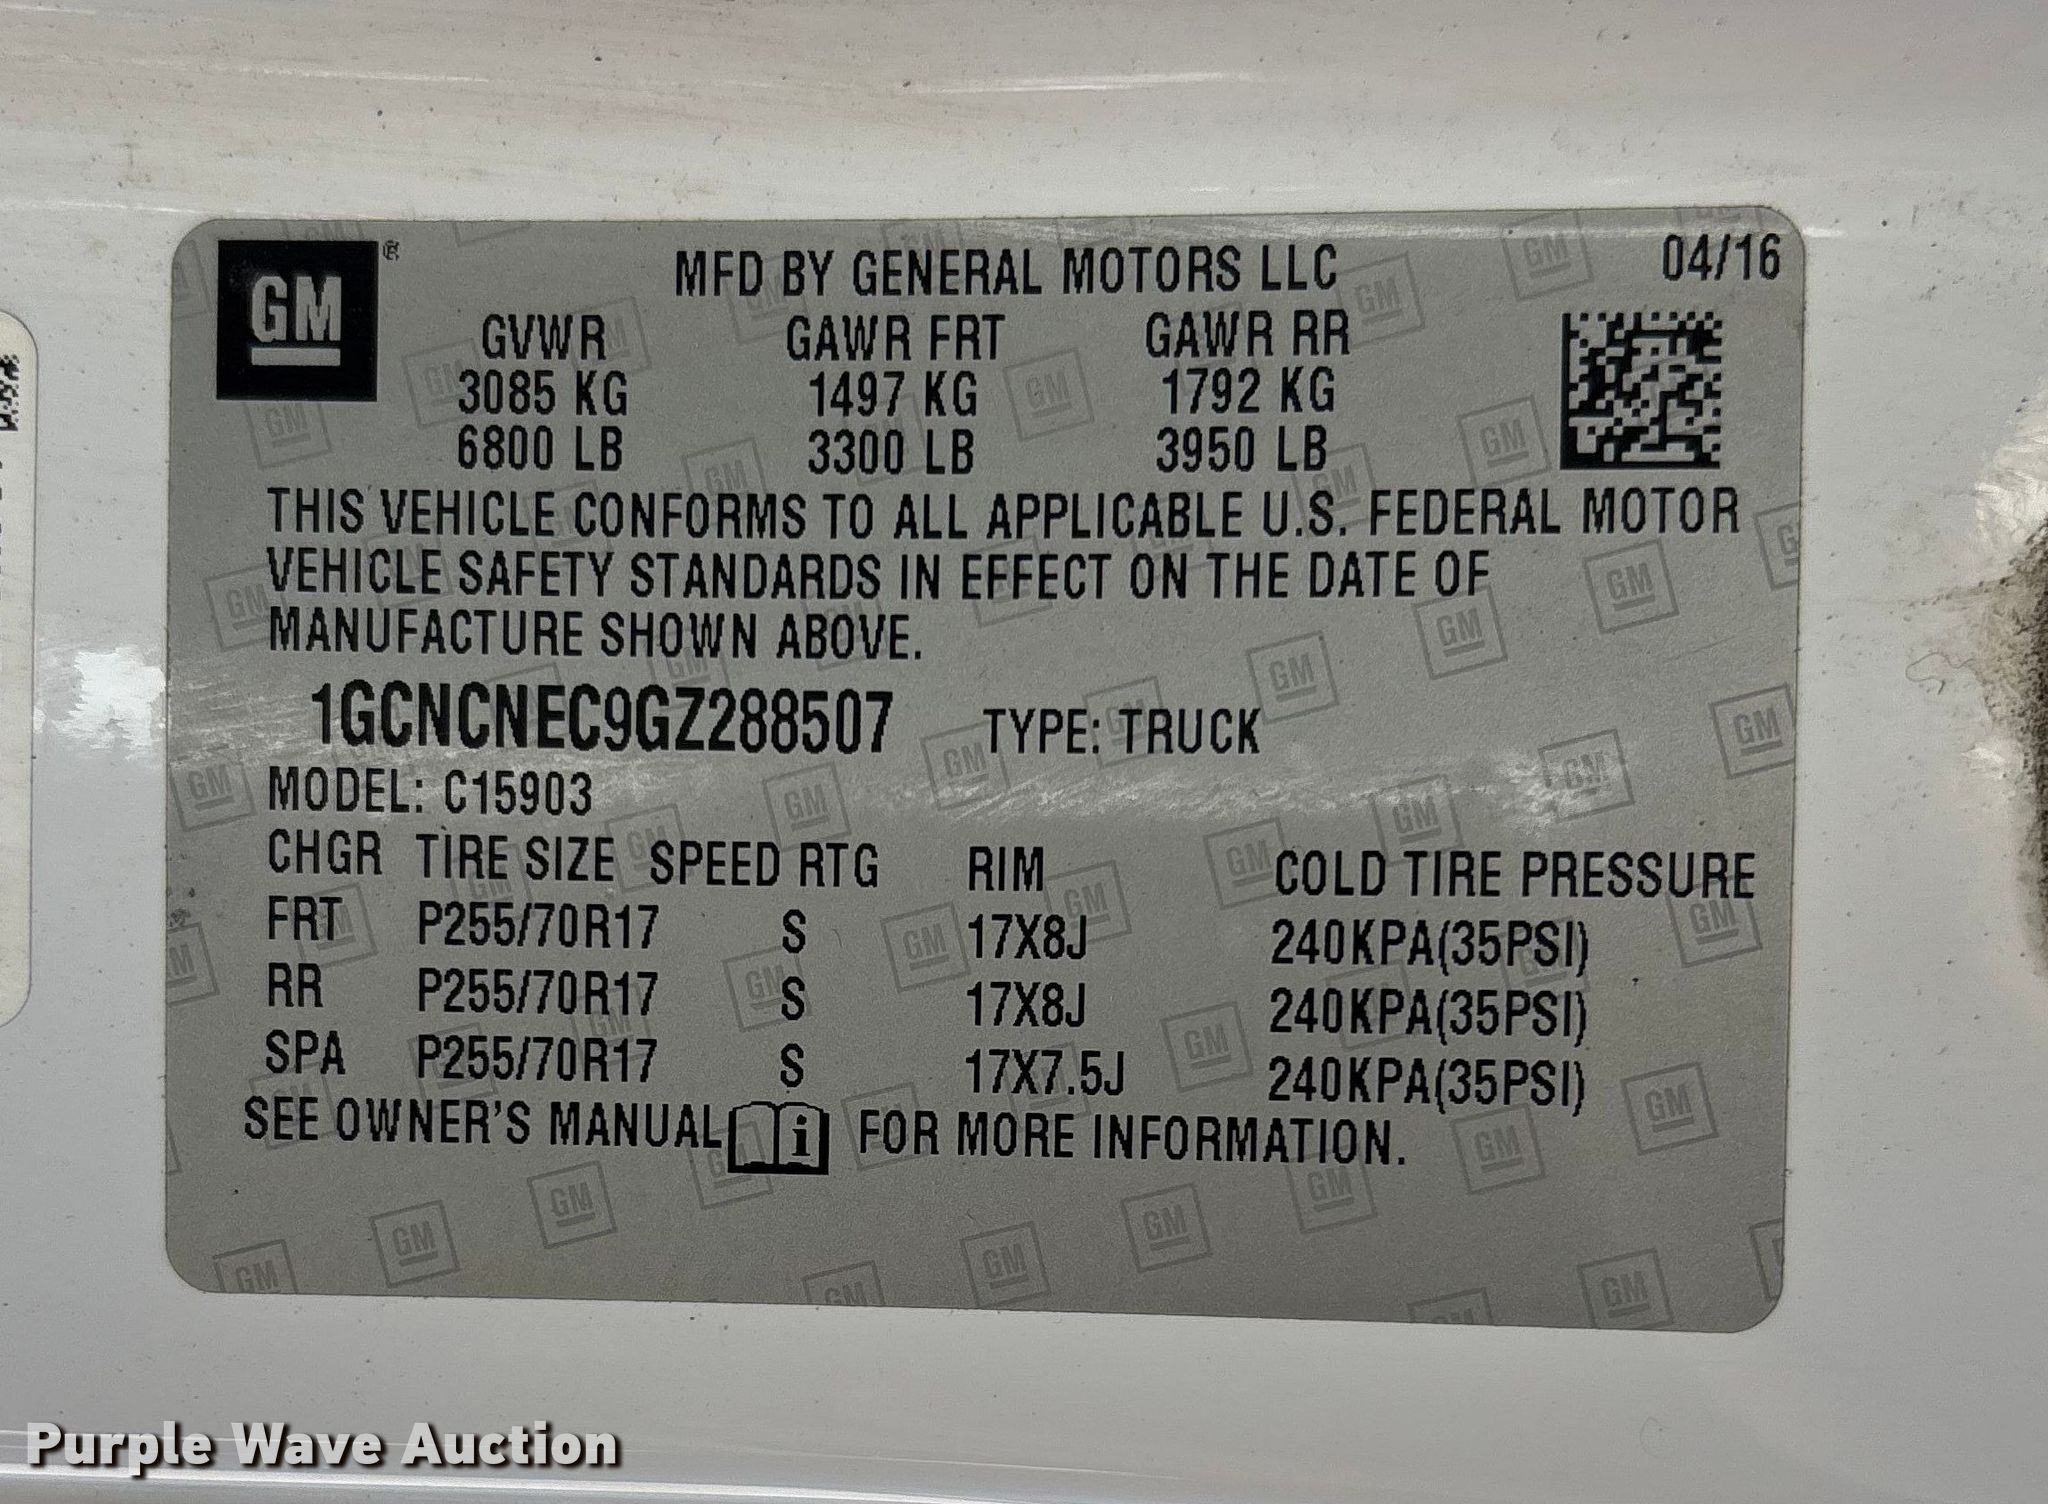 GM ®
MFD BY GENERAL MOTORS LLC 04/16
GVWR GAWR FRT GAWR RR
3085 KG 1497 KG 1792 KG
6800 LB 3300 LB 3950 LB
THIS VEHICLE CONFORMS TO ALL APPLICABLE U.S. FEDERAL MOTOR
VEHICLE SAFETY STANDARDS IN EFFECT ON THE DATE OF
MANUFACTURE SHOWN ABOVE.
1GCNCNEC9GZ288507 TYPE: TRUCK
MODEL: C15903
CHGR TIRE SIZE SPEED RTG RIM COLD TIRE PRESSURE
FRT P255/70R17 S 17X8J 240KPA(35PSI)
RR P255/70R17 S 17X8J 240KPA(35PSI)
SPA P255/70R17 S 17X7.5J 240KPA(35PSI)
SEE OWNER'S MANUAL i FOR MORE INFORMATION.
Purple Wave Auction